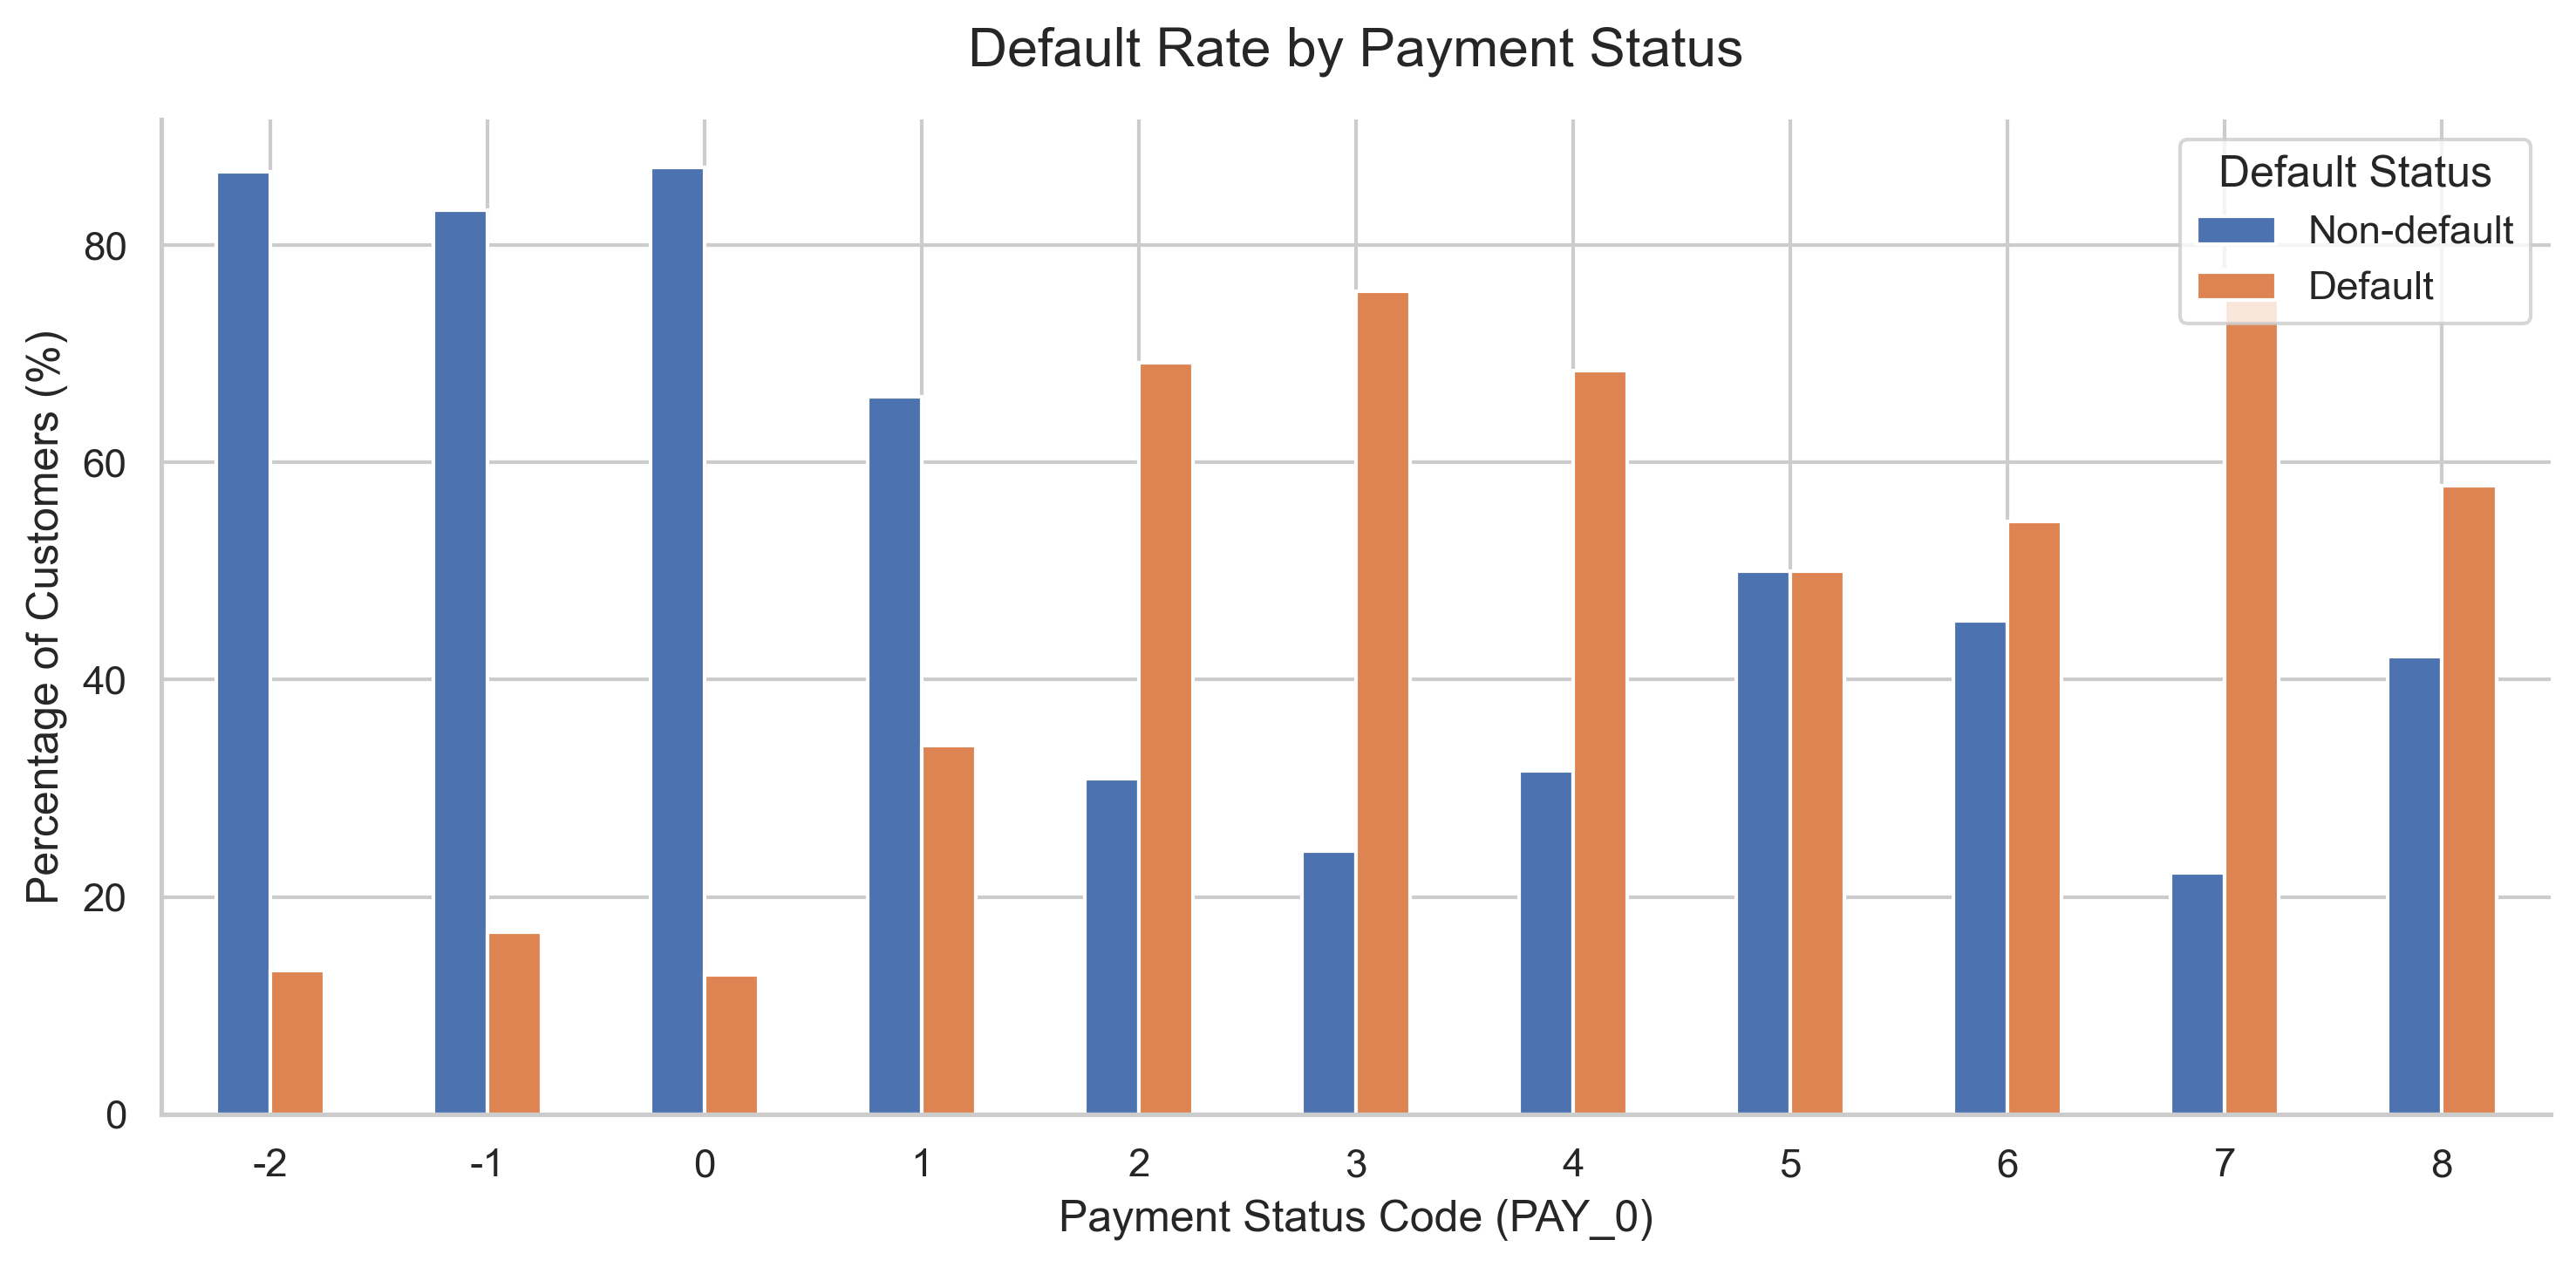 Default Rate by Payment Status
Percentage of Customers (%)
80
60
40
20
0
Default Status
Non-default
Default
-2 -1 0 1 2 3 4 5 6 7 8
Payment Status Code (PAY_0)